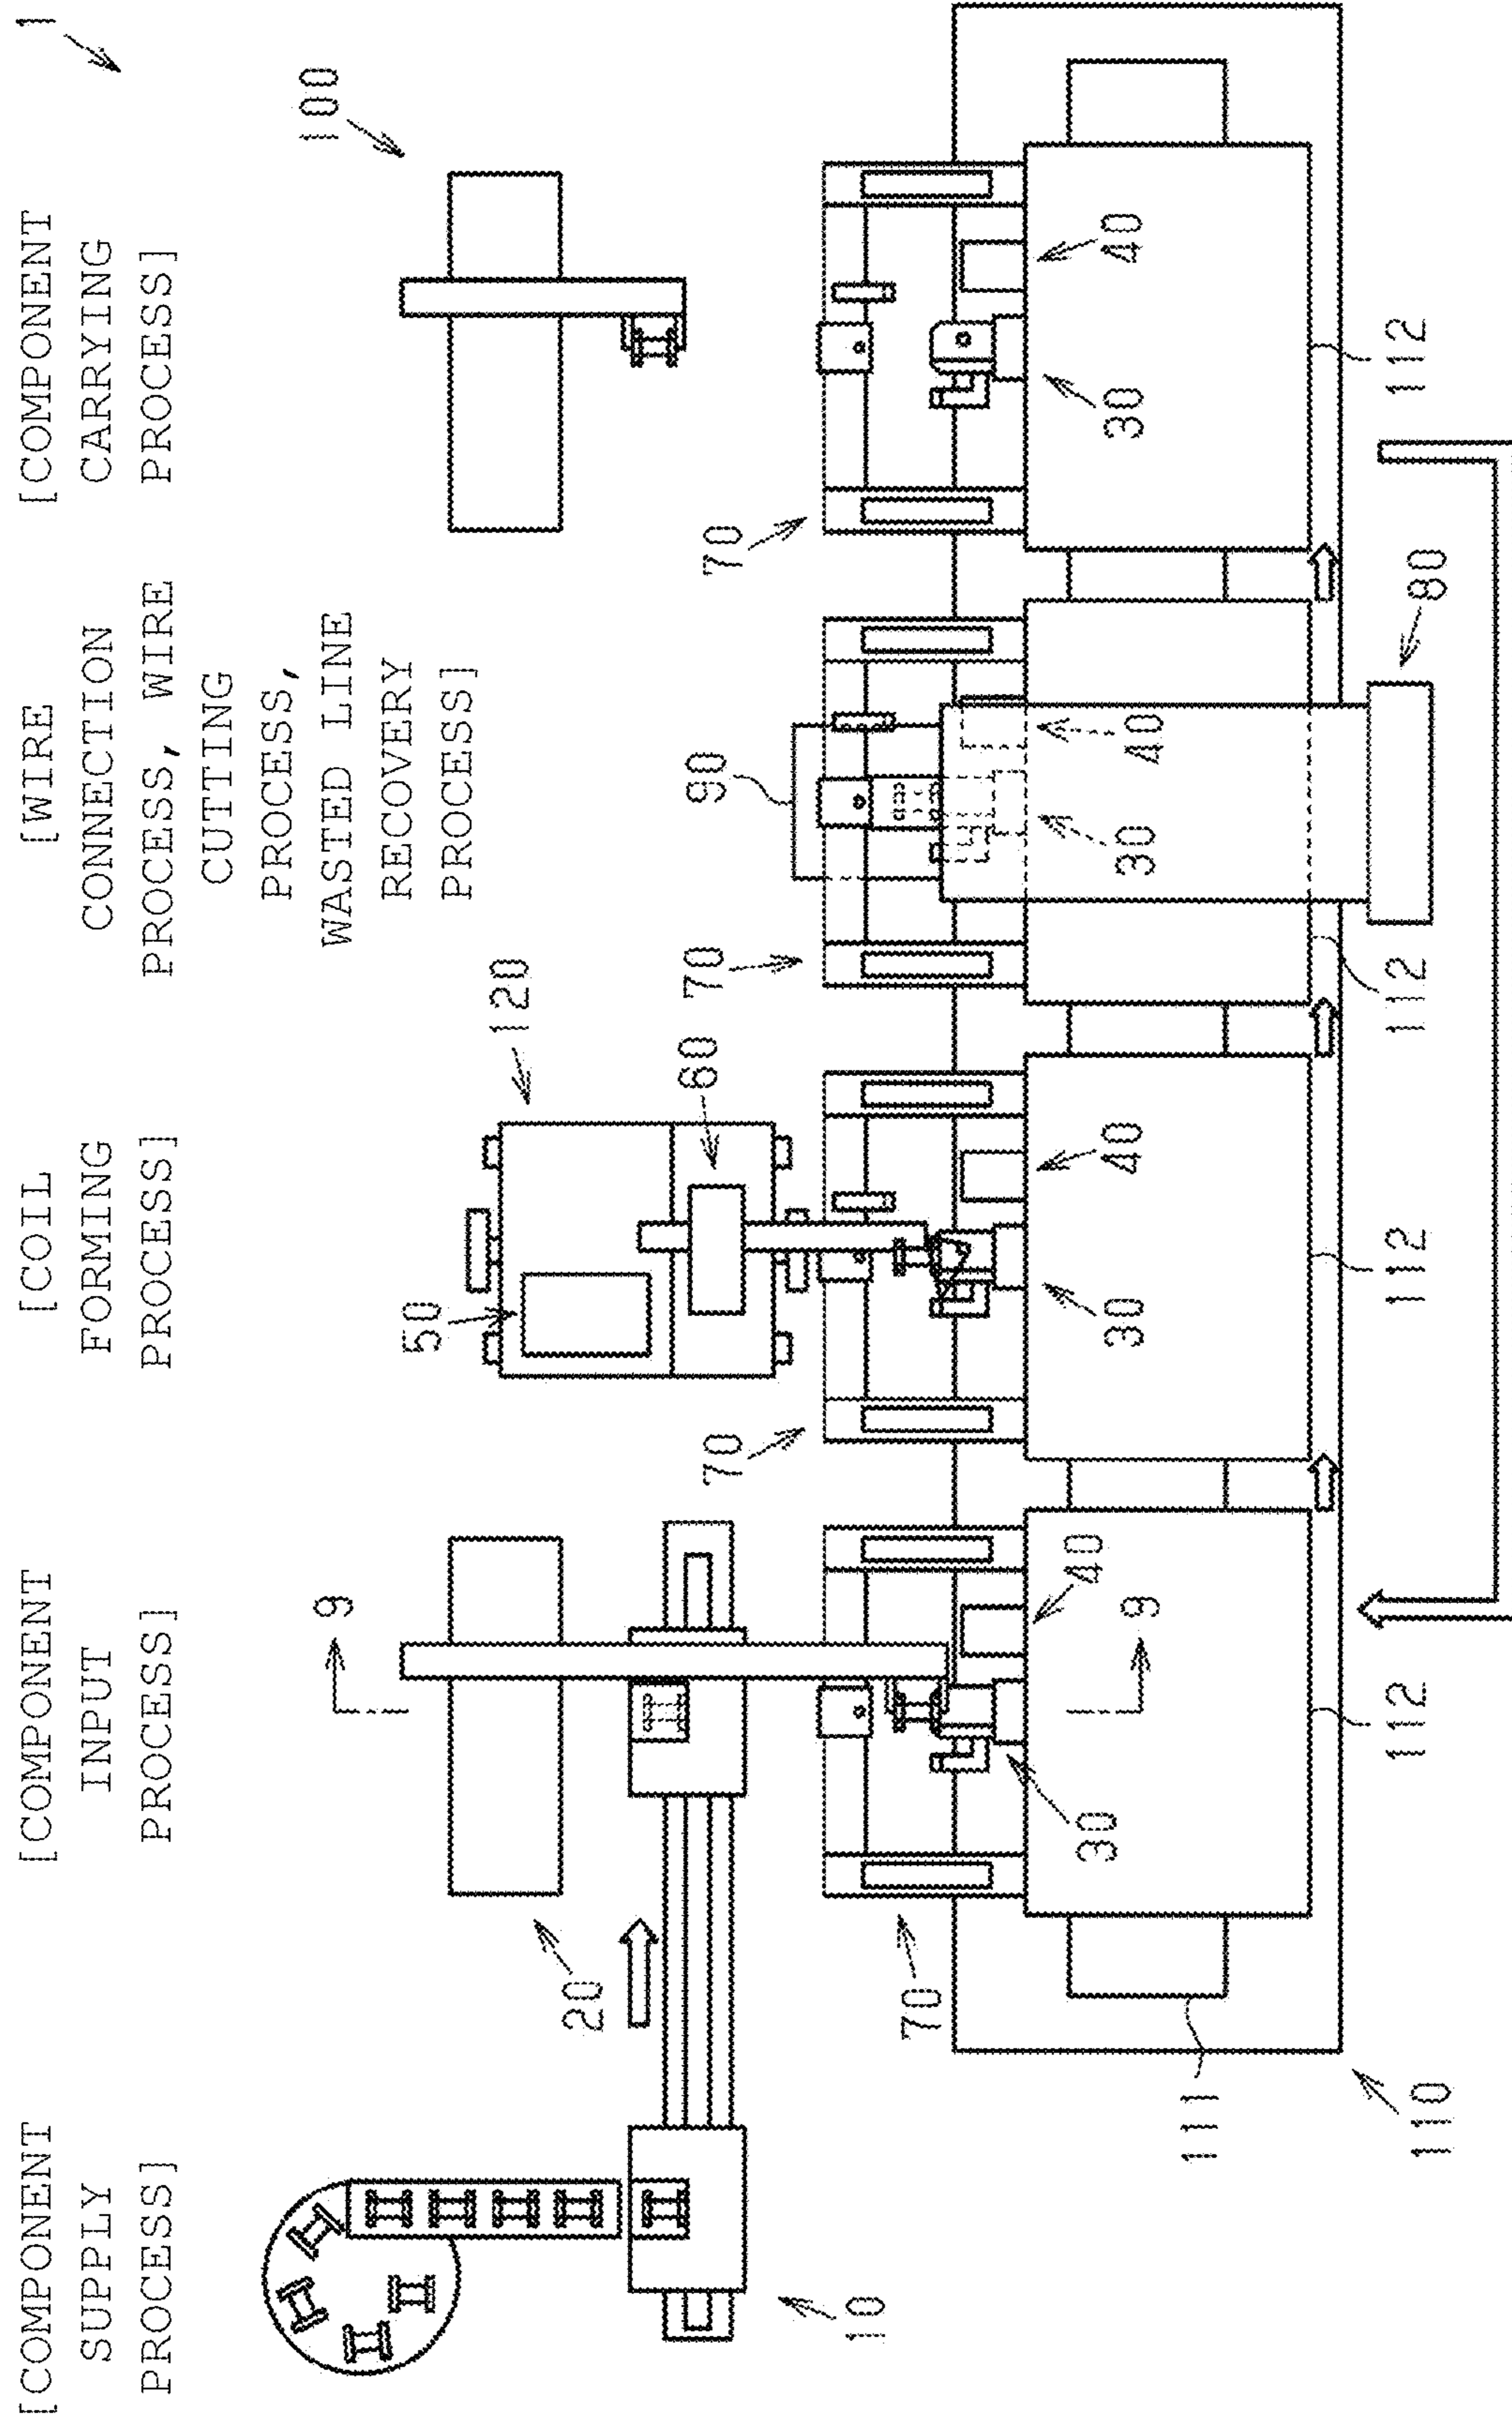 1
[COMPONENT
SUPPLY
PROCESS]
[COMPONENT
INPUT
PROCESS]
[COIL
FORMING
PROCESS]
[WIRE
CONNECTION
PROCESS, WIRE
CUTTING
PROCESS,
WASTED LINE
RECOVERY
PROCESS]
[COMPONENT
CARRYING
PROCESS]
100
9
50
120
20
60
70
70
90
70
10
70
30
40
30
40
30
40
30
40
9
111
112
112
112
112
110
80